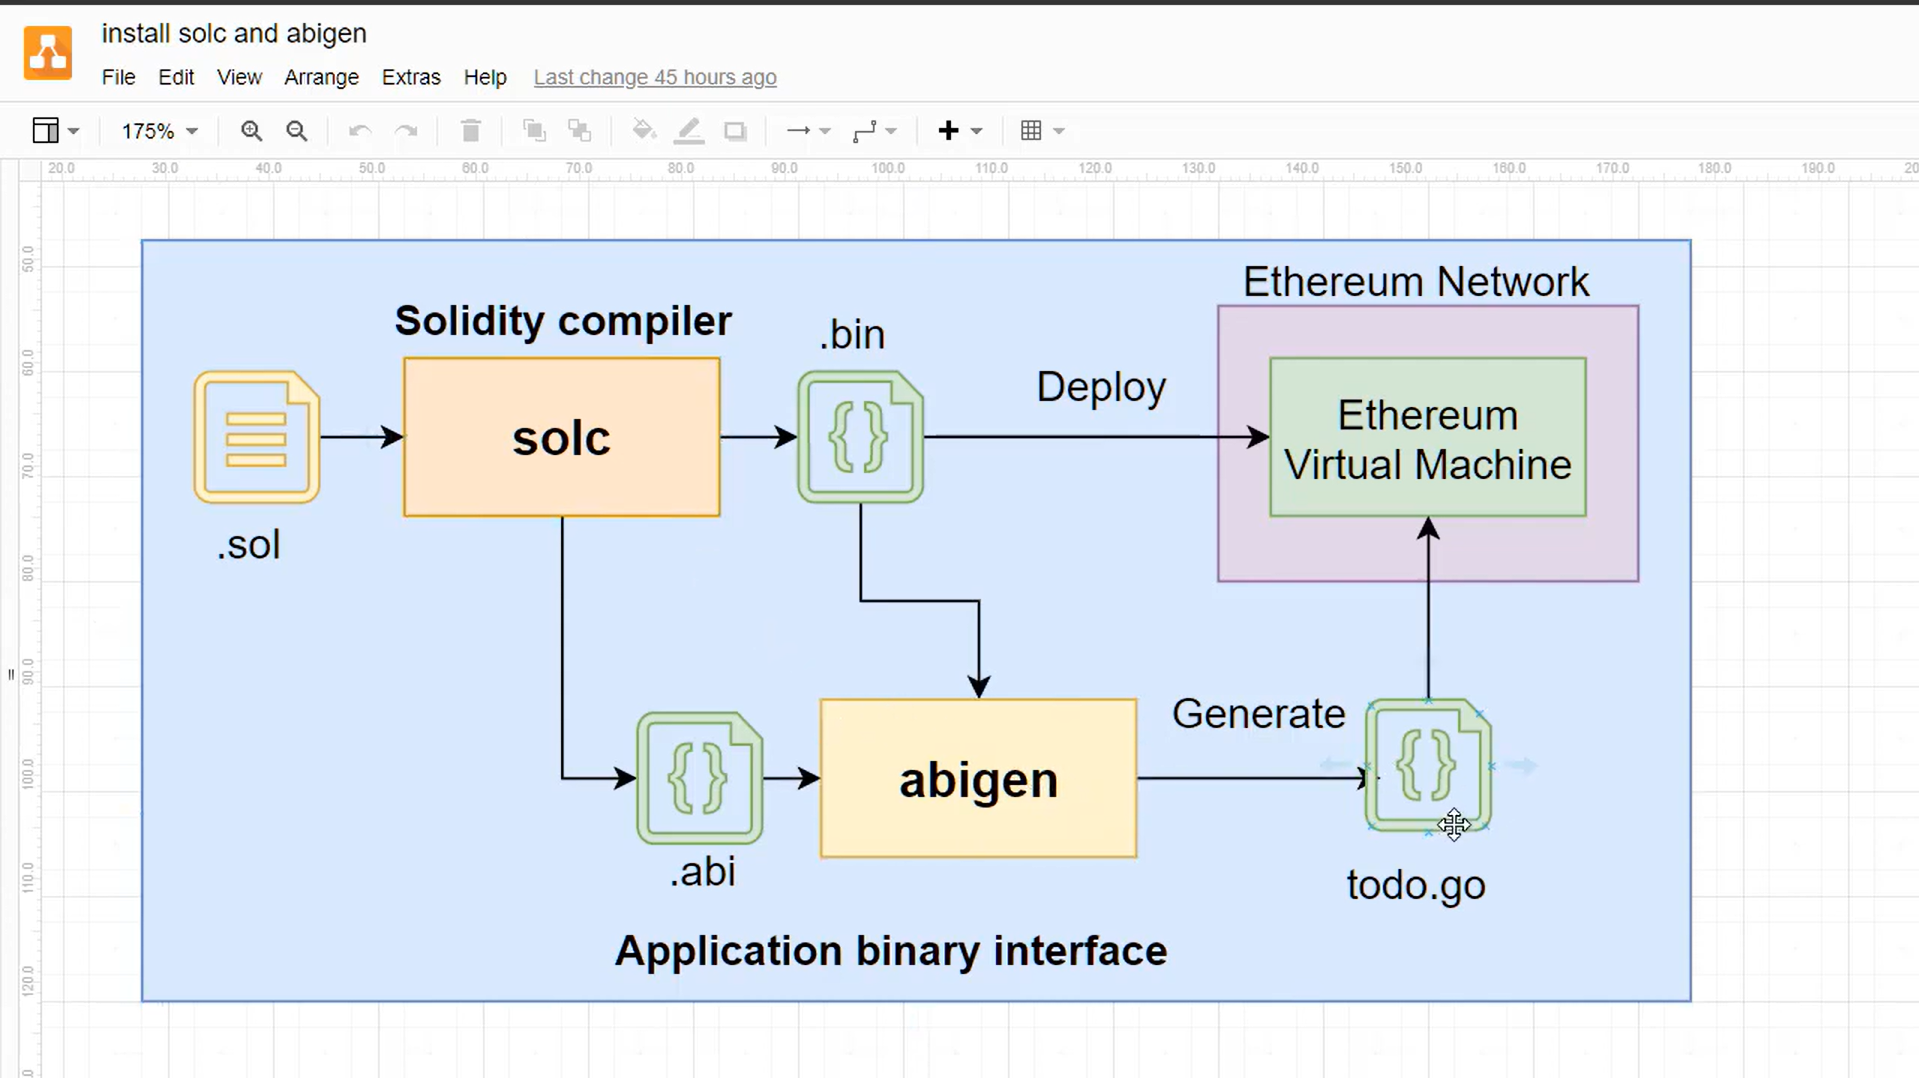 install solc and abigen
File Edit View Arrange Extras Help Last change 45 hours ago
175%
20.0 30.0 40.0 50.0 60.0 70.0 80.0 90.0 100.0 110.0 120.0 130.0 140.0 150.0 160.0 170.0 180.0 190.0 20
50.0
60.0
70.0
80.0
90.0
100.0
110.0
120.0
Ethereum Network
Solidity compiler
.bin
Deploy
solc
Ethereum
Virtual Machine
.sol
Generate
abigen
.abi
todo.go
Application binary interface